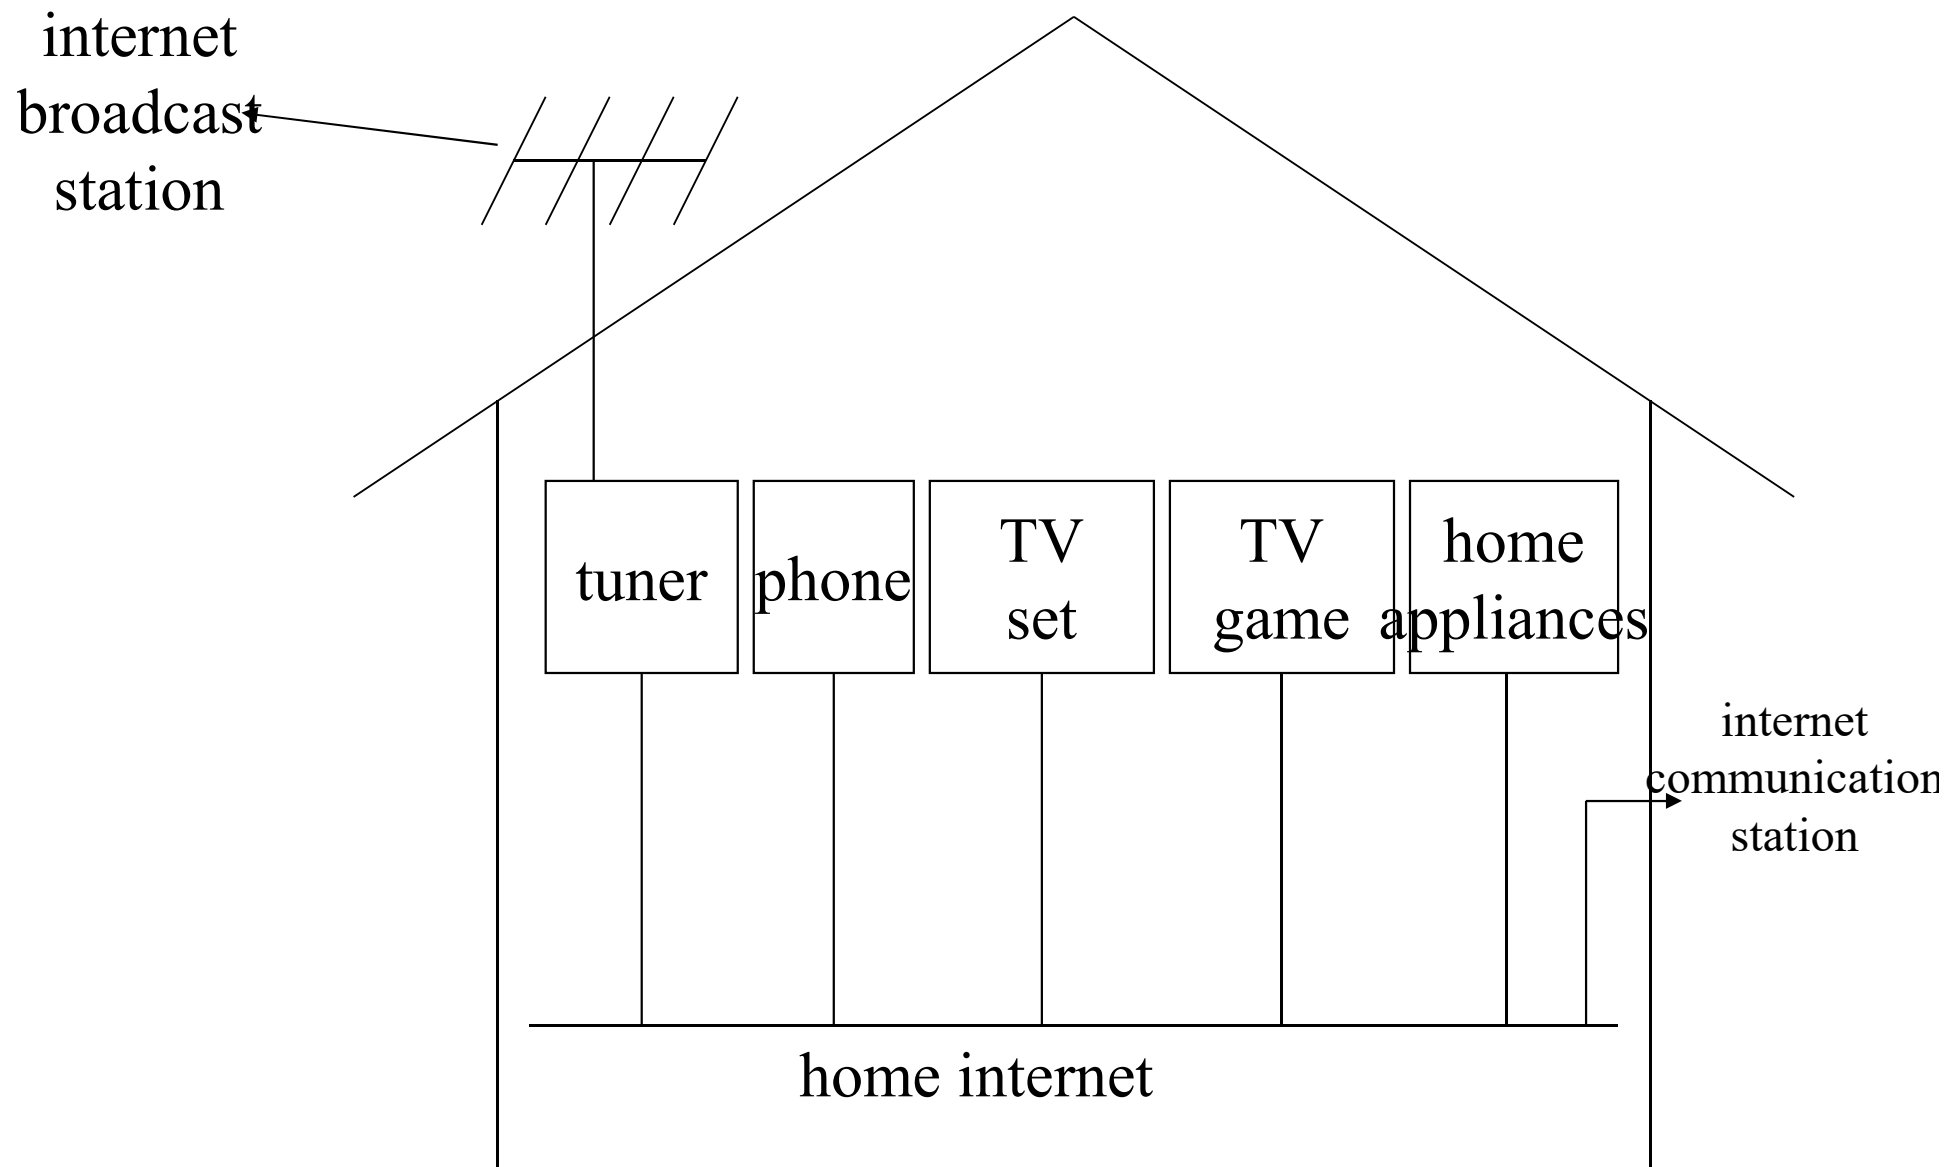 internet
broadcast
station
tuner
phone
TV
set
TV
game
home
appliances
internet
communication
station
home internet